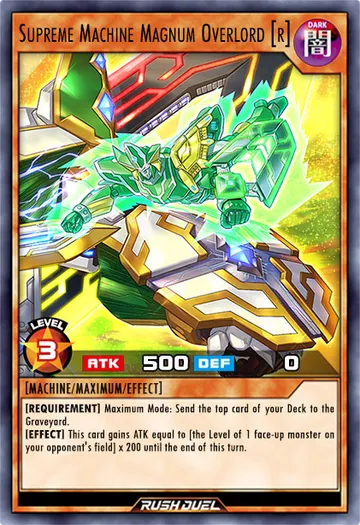 Supreme Machine Magnum Overlord [R]
DARK
闇
LEVEL
3
ATK 500 DEF 0
[MACHINE/MAXIMUM/EFFECT]
[REQUIREMENT] Maximum Mode: Send the top card of your Deck to the
Graveyard.
[EFFECT] This card gains ATK equal to [the Level of 1 face-up monster on
your opponent's field] x 200 until the end of this turn.
RUSH DUEL